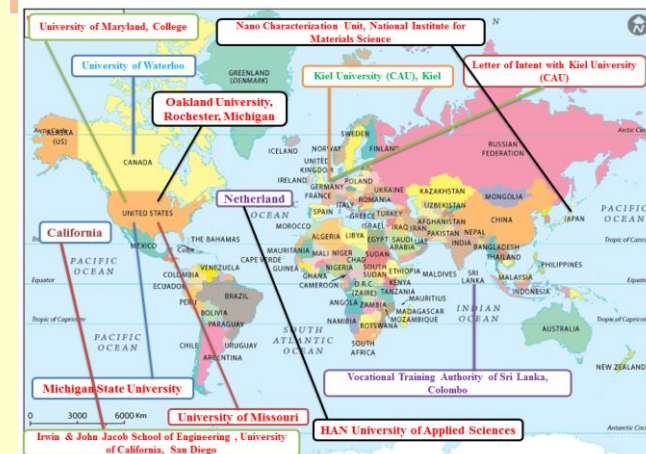 University of Maryland, College
Nano Characterization Unit, National Institute for
Materials Science
N
University of Waterloo
Kiel University (CAU), Kiel
Letter of Intent with Kiel University
(CAU)
GREENLAND
(DENMARK)
Oakland University,
Rochester, Michigan
Arctic Circle
ALASKA
(US)
ICELAND
NORWAY
SWEDEN
FINLAND
RUSSIAN
FEDERATION
CANADA
UNITED
KINGDOM
IRELAND
GERMANY
POLAND
FRANCE
UKRAINE
ROMANIA
KAZAKHSTAN
MONGOLIA
Netherland
OCEAN
ITALY
SPAIN
GREECE
TURKEY
UZBEKISTAN
AFGHANISTAN
CHINA
JAPAN
PACIFIC
OCEAN
UNITED STATES
MOROCCO
ISRAEL
IRAQ
IRAN
PAKISTAN
NEPAL
ALGERIA
LIBYA
EGYPT
SAUDI
ARABIA
UAE
INDIA
BANGLADESH
Tropic of Cancer
California
MEXICO
THE BAHAMAS
MAURITANIA
MALI
NIGER
CHAD
SUDAN
THAILAND
PHILIPPINES
PACIFIC
OCEAN
CAPE VERDE
GUINEA
NIGERIA
SOUTH
SUDAN
ETHIOPIA
MALDIVES
SRI
LANKA
MALAYSIA
VENEZUELA
COLOMBIA
GHANA
CAMEROON
KENYA
Equator
ECUADOR
D.R.C.
(ZAIRE)
TANZANIA
INDONESIA
PERU
BRAZIL
ANGOLA
ZAMBIA
MAURITIUS
MADAGASCAR
INDIAN
OCEAN
BOLIVIA
MOZAMBIQUE
Tropic of Capricorn
PARAGUAY
NAMIBIA
BOTSWANA
AUSTRALIA
PACIFIC
OCEAN
SOUTH
ATLANTIC
OCEAN
CHILE
URUGUAY
SOUTH
AFRICA
ARGENTINA
NEW ZEALAND
Michigan State University
Vocational Training Authority of Sri Lanka,
Colombo
0
3000
6000 Km
University of Missouri
HAN University of Applied Sciences
Antarctic Circle
Irwin & John Jacob School of Engineering , University
of California, San Diego